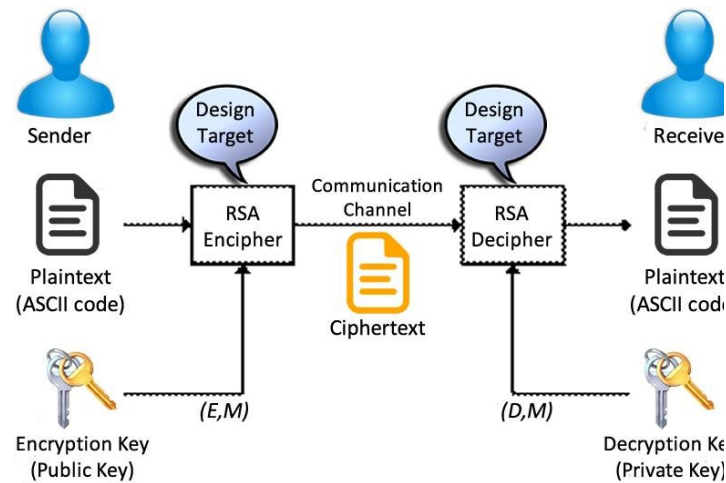 Sender
Design
Target
Design
Target
Receive
Plaintext
(ASCII code)
RSA
Encipher
Communication
Channel
Ciphertext
RSA
Decipher
Plaintext
(ASCII code
Encryption Key
(Public Key)
(E,M)
(D,M)
Decryption Ke
(Private Key)